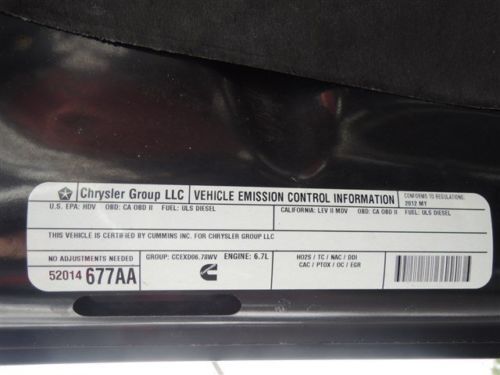 Chrysler Group LLC VEHICLE EMISSION CONTROL INFORMATION CONFORMS TO REGULATIONS:
2012 MY
U.S. EPA: HDV OBD: CA OBD II FUEL: ULS DIESEL CALIFORNIA: LEV II MDV OBD: CA OBD II FUEL: ULS DIESEL
THIS VEHICLE IS CERTIFIED BY CUMMINS INC. FOR CHRYSLER GROUP LLC
NO ADJUSTMENTS NEEDED GROUP: CCEXD06.78WV ENGINE: 6.7L HO2S / TC / NAC / DDI
52014 677AA CAC / PTOX / OC / EGR